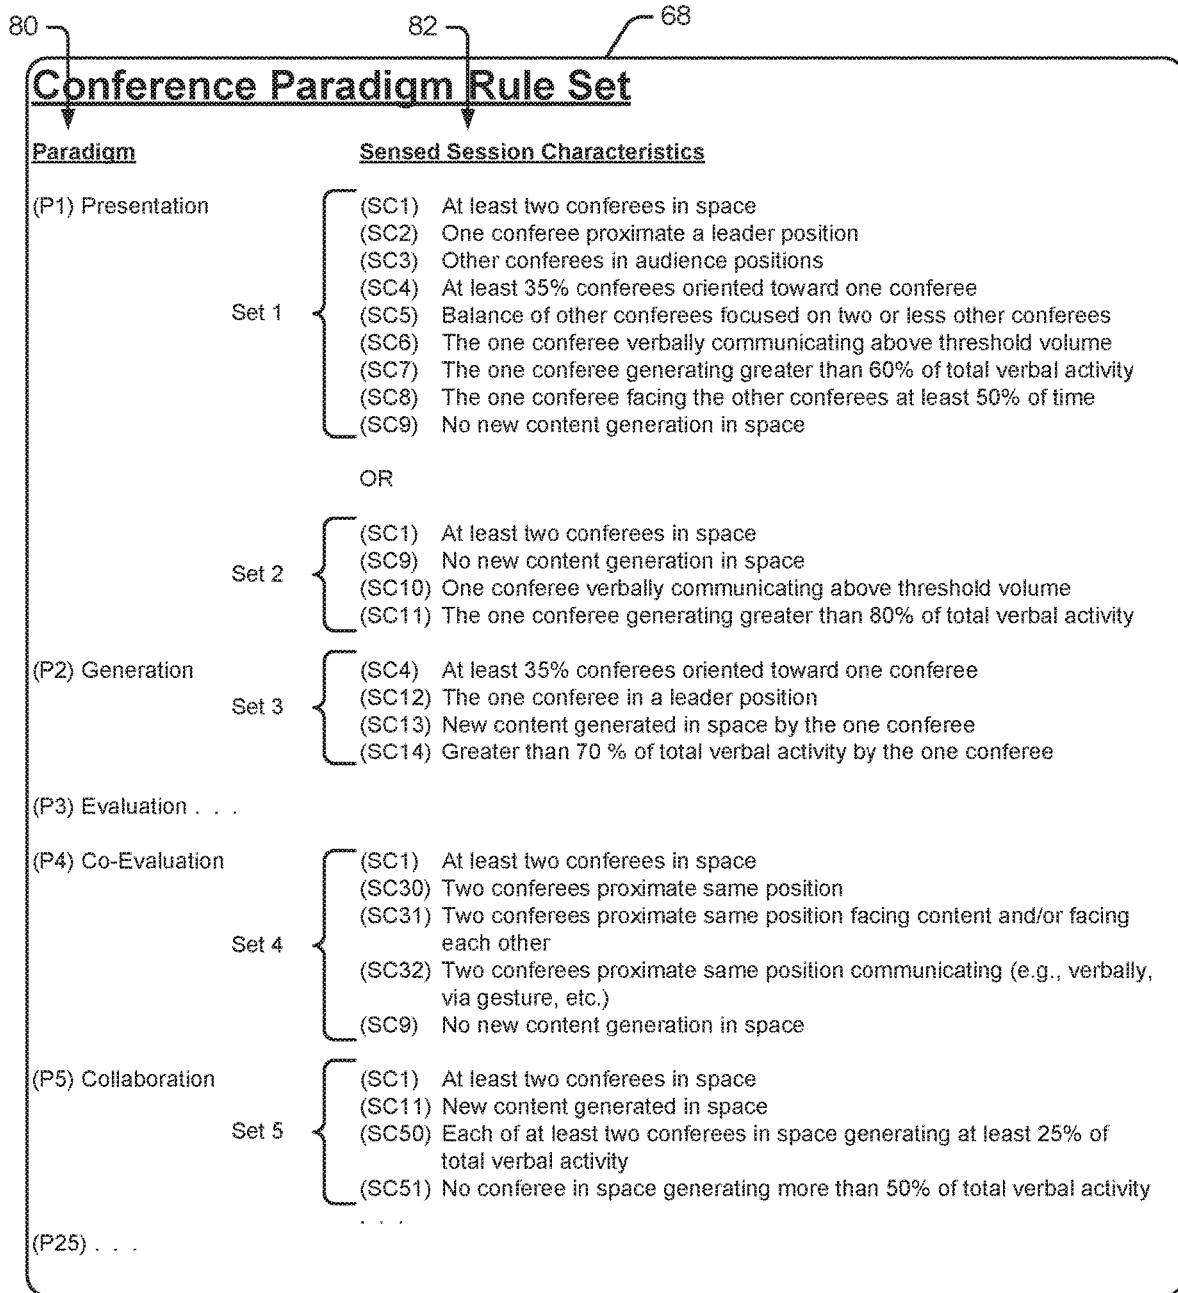 80
82
68
Conference Paradigm Rule Set
Paradigm
Sensed Session Characteristics
(P1) Presentation
Set 1
(SC1) At least two conferees in space
(SC2) One conferee proximate a leader position
(SC3) Other conferees in audience positions
(SC4) At least 35% conferees oriented toward one conferee
(SC5) Balance of other conferees focused on two or less other conferees
(SC6) The one conferee verbally communicating above threshold volume
(SC7) The one conferee generating greater than 60% of total verbal activity
(SC8) The one conferee facing the other conferees at least 50% of time
(SC9) No new content generation in space
OR
Set 2
(SC1) At least two conferees in space
(SC9) No new content generation in space
(SC10) One conferee verbally communicating above threshold volume
(SC11) The one conferee generating greater than 80% of total verbal activity
(P2) Generation
Set 3
(SC4) At least 35% conferees oriented toward one conferee
(SC12) The one conferee in a leader position
(SC13) New content generated in space by the one conferee
(SC14) Greater than 70 % of total verbal activity by the one conferee
(P3) Evaluation . . .
(P4) Co-Evaluation
Set 4
(SC1) At least two conferees in space
(SC30) Two conferees proximate same position
(SC31) Two conferees proximate same position facing content and/or facing
each other
(SC32) Two conferees proximate same position communicating (e.g., verbally,
via gesture, etc.)
(SC9) No new content generation in space
(P5) Collaboration
Set 5
(SC1) At least two conferees in space
(SC11) New content generated in space
(SC50) Each of at least two conferees in space generating at least 25% of
total verbal activity
(SC51) No conferee in space generating more than 50% of total verbal activity
. . .
(P25) . . .